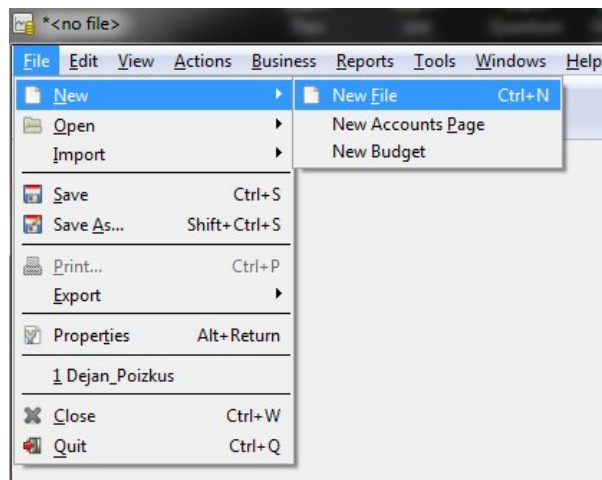 *<no file>
File Edit View Actions Business Reports Tools Windows Help
New
New File Ctrl+N
Open
New Accounts Page
Import
New Budget
Save Ctrl+S
Save As... Shift+Ctrl+S
Print... Ctrl+P
Export
Properties Alt+Return
1 Dejan_Poizkus
Close Ctrl+W
Quit Ctrl+Q